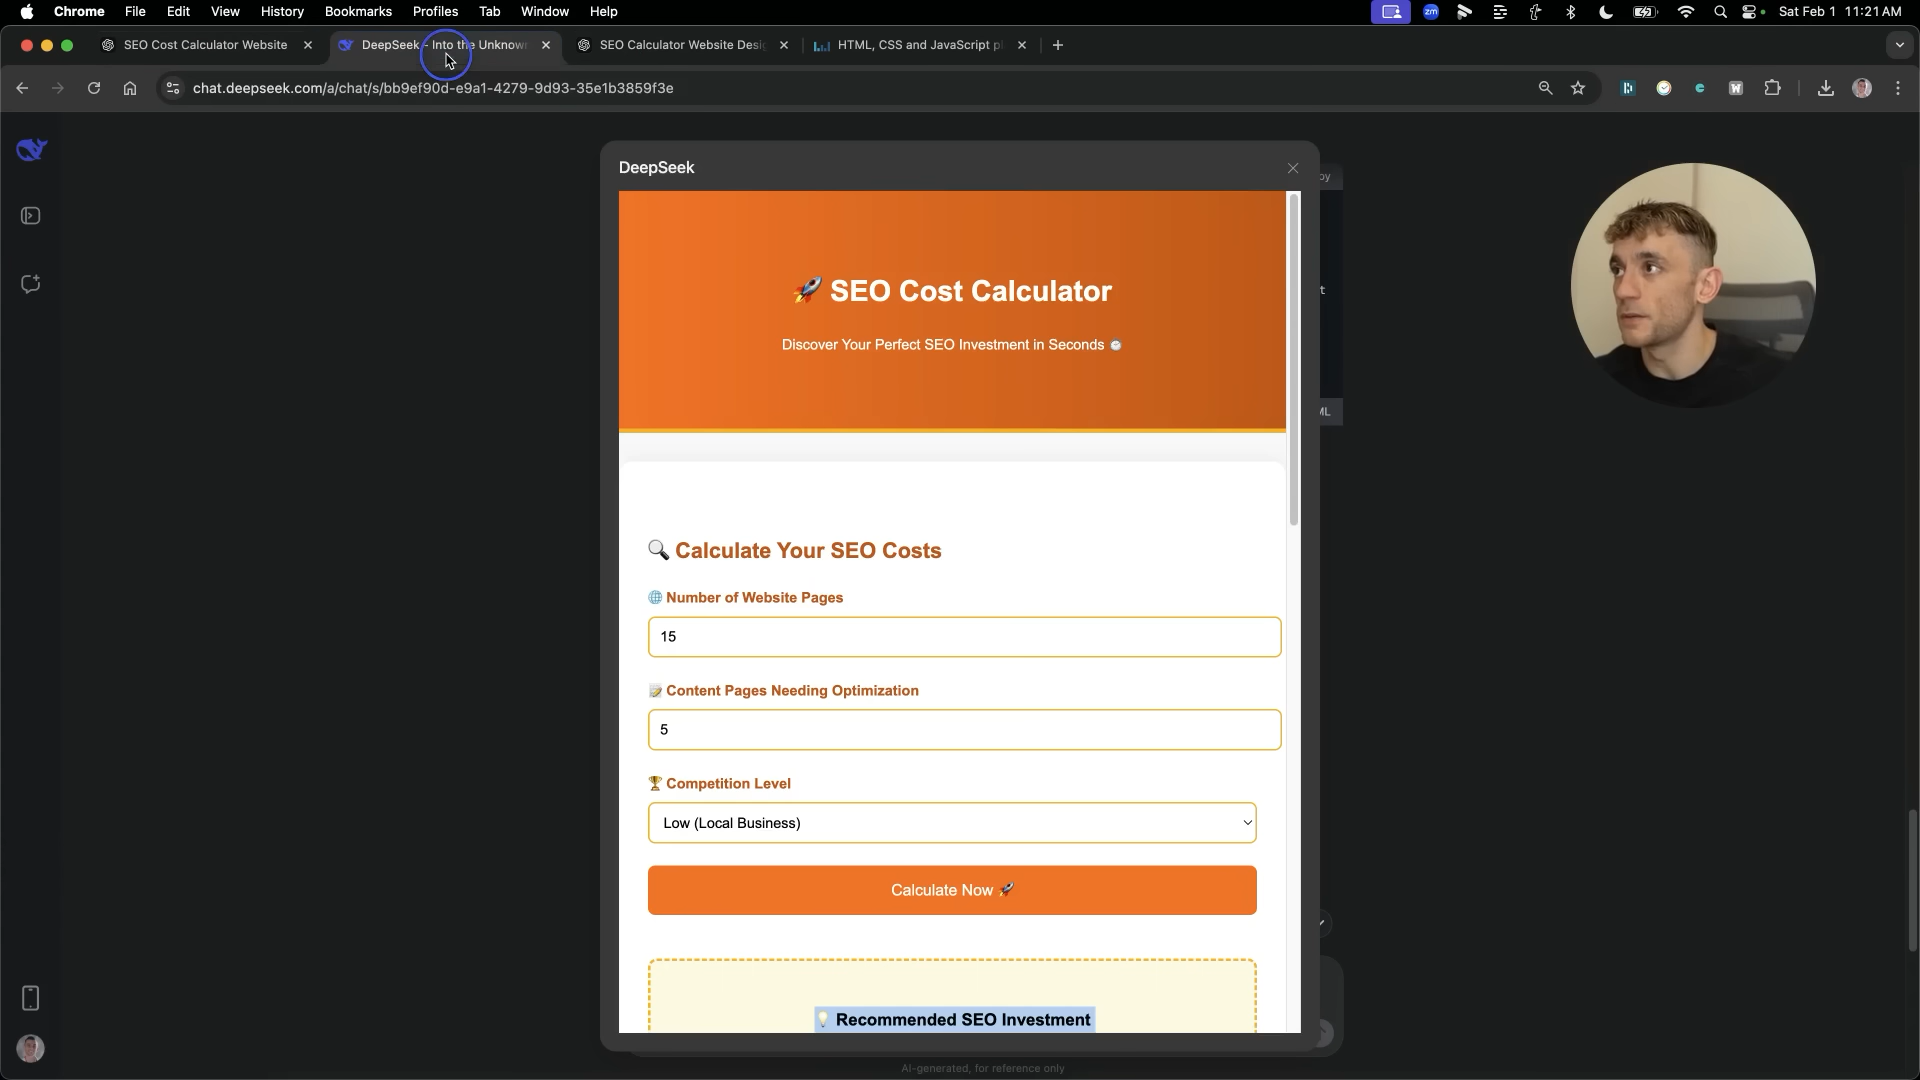 Chrome File Edit View History Bookmarks Profiles Tab Window Help zm Sat Feb 1 11:21 AM
SEO Cost Calculator Website DeepSeek - Into the Unknown SEO Calculator Website Desi HTML, CSS and JavaScript pl
chat.deepseek.com/a/chat/s/bb9ef90d-e9a1-4279-9d93-35e1b3859f3e
DeepSeek
🚀 SEO Cost Calculator
Discover Your Perfect SEO Investment in Seconds
🔍 Calculate Your SEO Costs
🌐 Number of Website Pages
15
📝 Content Pages Needing Optimization
5
🏆 Competition Level
Low (Local Business)
Calculate Now 🚀
💡 Recommended SEO Investment
AI-generated, for reference only